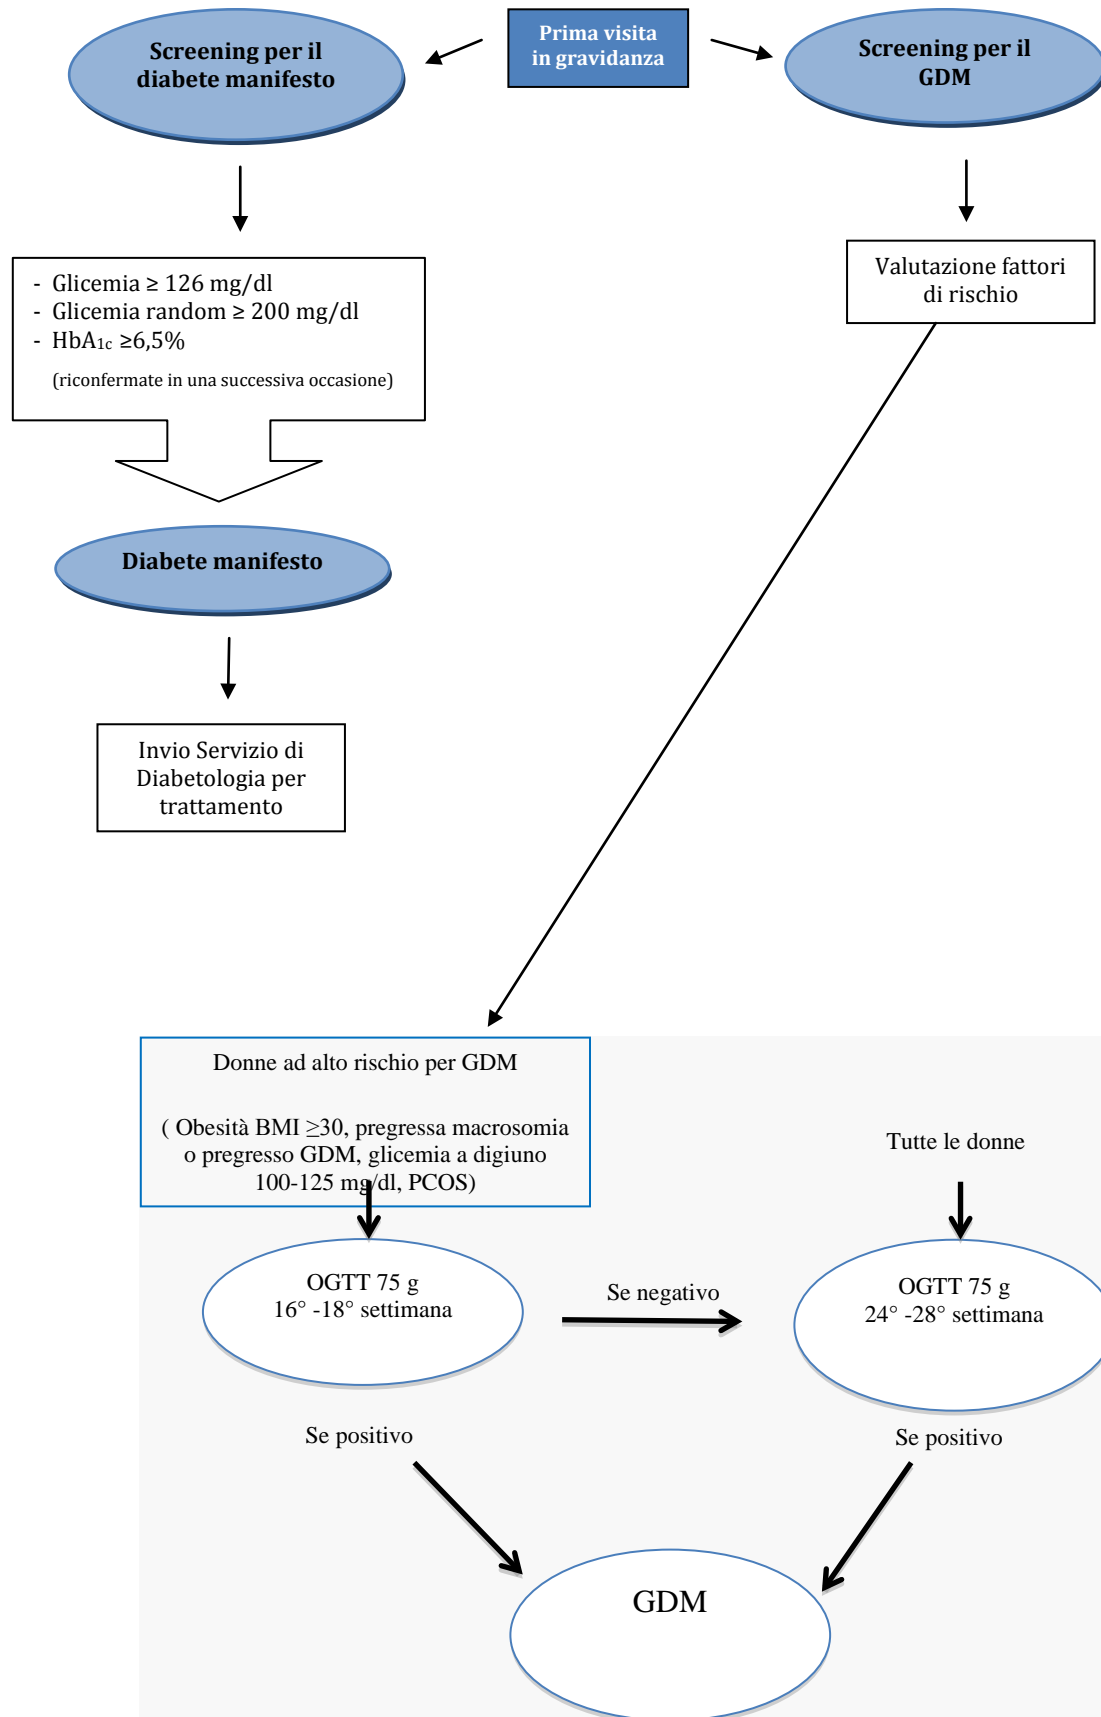 Prima visita
in gravidanza
Screening per il
diabete manifesto
Screening per il
GDM
- Glicemia ≥ 126 mg/dl
- Glicemia random ≥ 200 mg/dl
- HbA1c ≥6,5%
(riconfermate in una successiva occasione)
Valutazione fattori
di rischio
Diabete manifesto
Invio Servizio di
Diabetologia per
trattamento
Donne ad alto rischio per GDM
( Obesità BMI ≥30, pregressa macrosomia
o pregresso GDM, glicemia a digiuno
100-125 mg/dl, PCOS)
Tutte le donne
OGTT 75 g
16° -18° settimana
Se negativo
OGTT 75 g
24° -28° settimana
Se positivo
Se positivo
GDM